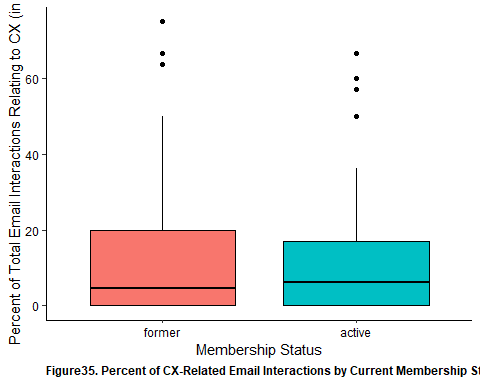 Percent of Total Email Interactions Relating to CX (in
60
40
20
0
former
active
Membership Status
Figure35. Percent of CX-Related Email Interactions by Current Membership St